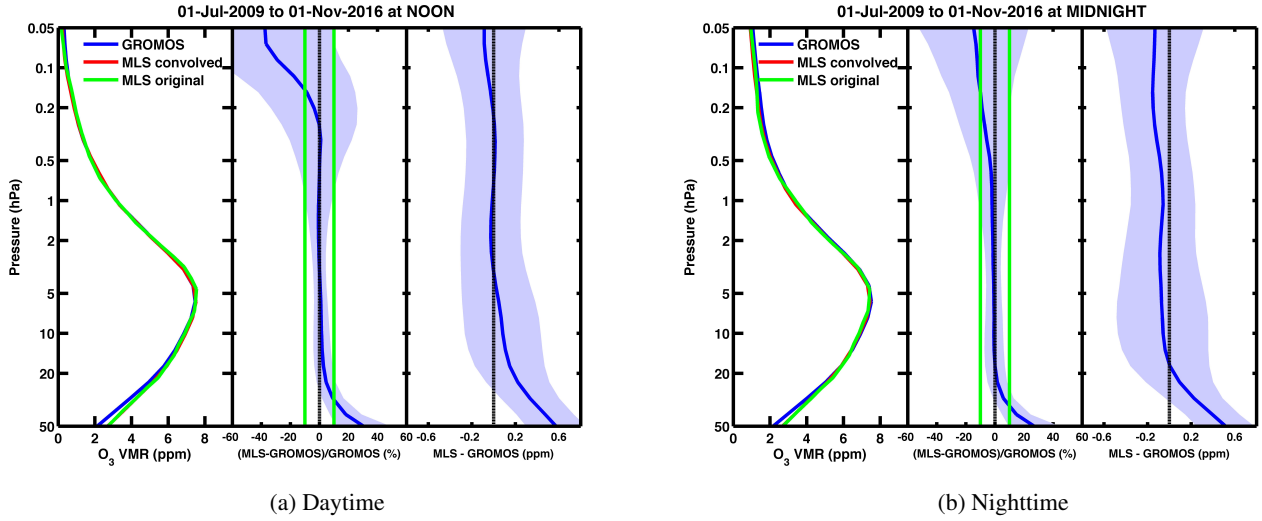 01-Jul-2009 to 01-Nov-2016 at NOON
GROMOS
MLS convolved
MLS original
0.05
0.1
0.2
0.5
1
2
5
10
20
50
Pressure (hPa)
0 2 4 6 8
O3 VMR (ppm)
-60 -40 -20 0 20 40 60
(MLS-GROMOS)/GROMOS (%)
-0.6 -0.2 0.2 0.6
MLS - GROMOS (ppm)
(a) Daytime
01-Jul-2009 to 01-Nov-2016 at MIDNIGHT
GROMOS
MLS convolved
MLS original
0.05
0.1
0.2
0.5
1
2
5
10
20
50
Pressure (hPa)
0 2 4 6 8
O3 VMR (ppm)
-60 -40 -20 0 20 40 60
(MLS-GROMOS)/GROMOS (%)
-0.6 -0.2 0.2 0.6
MLS - GROMOS (ppm)
(b) Nighttime